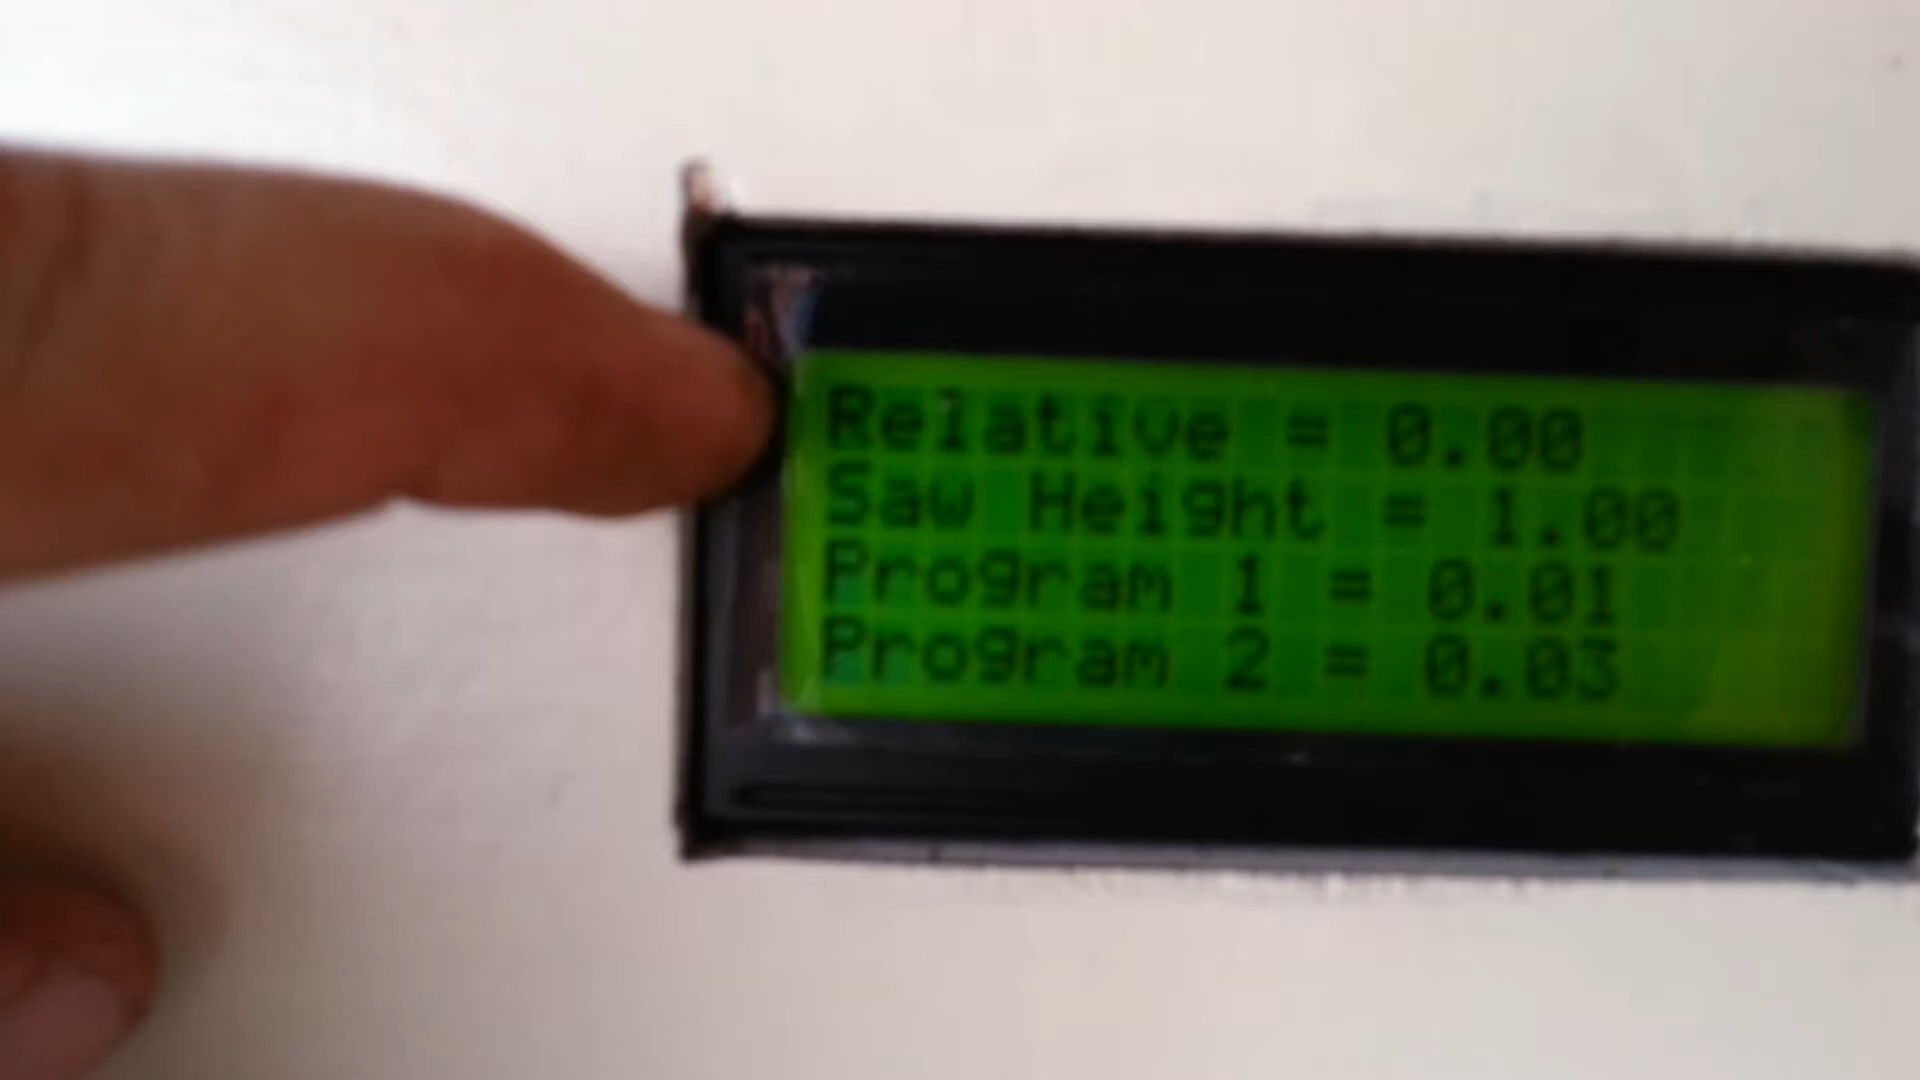 Relative = 0.00
Saw Height = 1.00
Program 1 = 0.01
Program 2 = 0.03